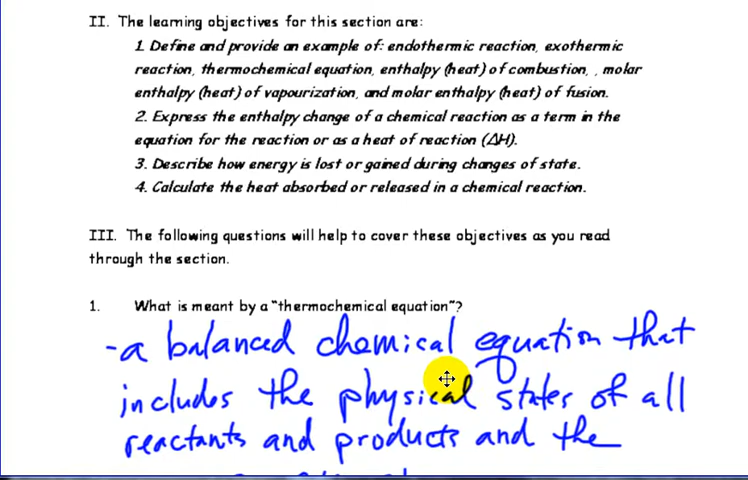 II. The learning objectives for this section are:
1. Define and provide an example of: endothermic reaction, exothermic
reaction, thermochemical equation, enthalpy (heat) of combustion, , molar
enthalpy (heat) of vapourization, and molar enthalpy (heat) of fusion.
2. Express the enthalpy change of a chemical reaction as a term in the
equation for the reaction or as a heat of reaction (ΔH).
3. Describe how energy is lost or gained during changes of state.
4. Calculate the heat absorbed or released in a chemical reaction.
III. The following questions will help to cover these objectives as you read
through the section.
1. What is meant by a "thermochemical equation"?
- a balanced chemical equation that
includes the physical states of all
reactants and products and the